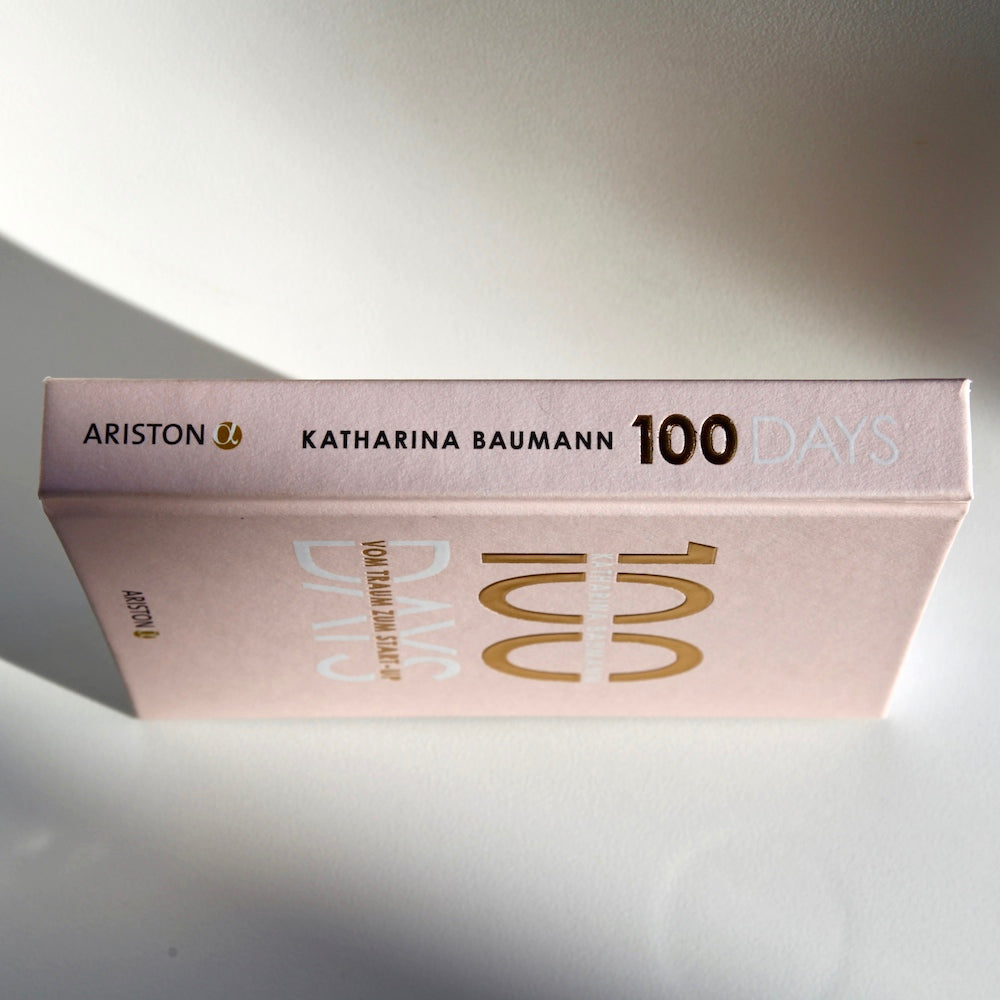 ARISTON α
KATHARINA BAUMANN
100 DAYS
100
KATHARINA BAUMANN
DAYS
VOM TRAUM ZUM START-UP
ARISTON α